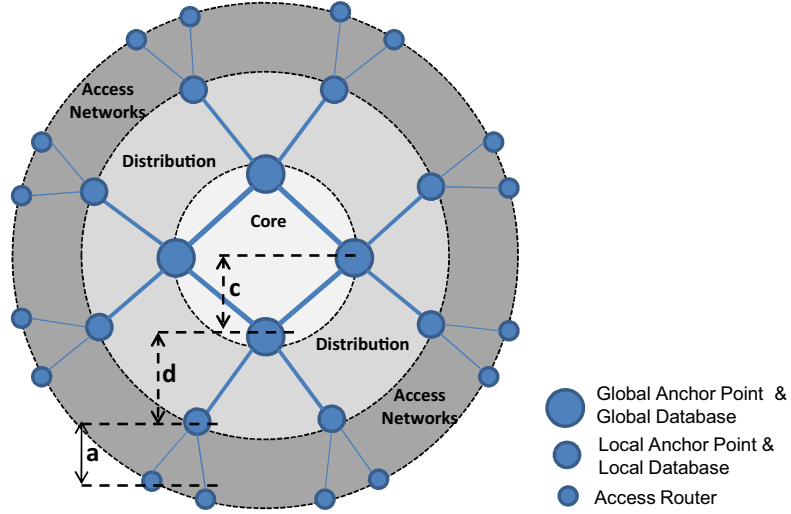 Access
Networks
Distribution
Core
c
Distribution
d
Access
Networks
a
Global Anchor Point &
Global Database
Local Anchor Point &
Local Database
Access Router